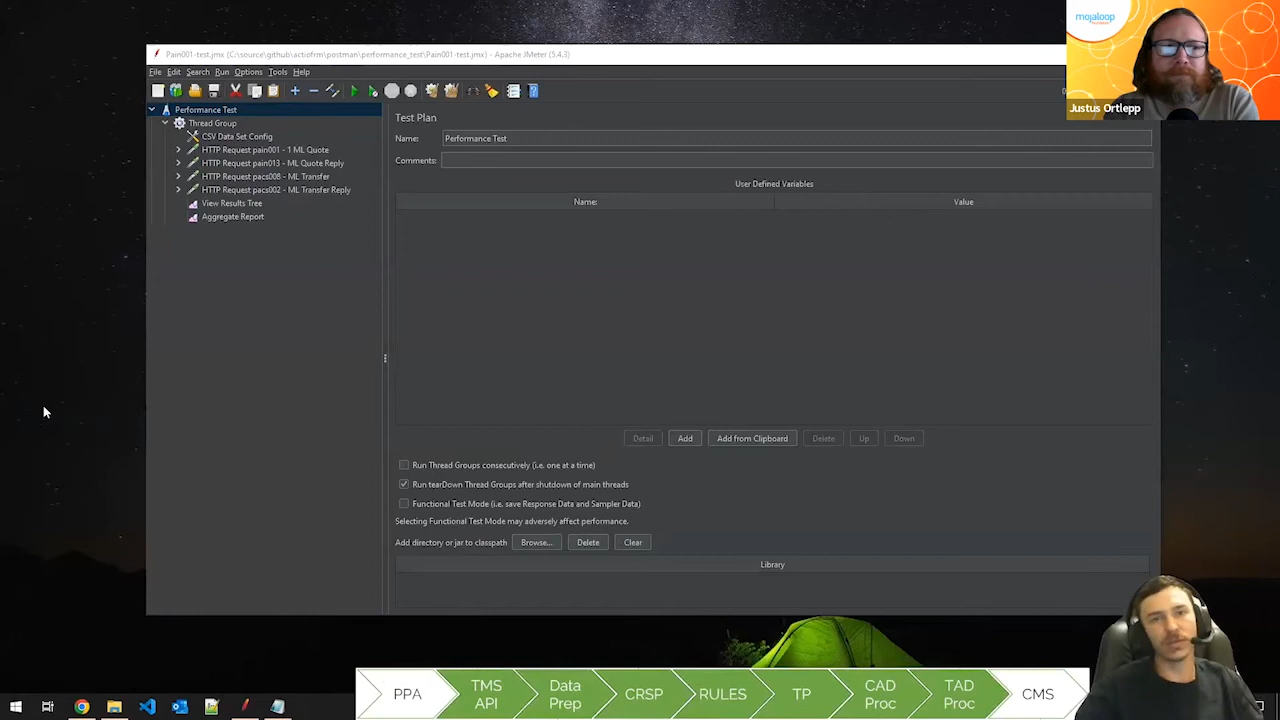 Pain001-test.jmx (C:\source\github\actiofrm\postman\performance_test\Pain001-test.jmx) - Apache JMeter (5.4.3)
File Edit Search Run Options Tools Help
mojaloop
Justus Ortlepp
Performance Test
Thread Group
CSV Data Set Config
HTTP Request pain001 - 1 ML Quote
HTTP Request pain013 - ML Quote Reply
HTTP Request pacs008 - ML Transfer
HTTP Request pacs002 - ML Transfer Reply
View Results Tree
Aggregate Report
Test Plan
Name: Performance Test
Comments:
User Defined Variables
Name: Value
Detail Add Add from Clipboard Delete Up Down
Run Thread Groups consecutively (i.e. one at a time)
Run tearDown Thread Groups after shutdown of main threads
Functional Test Mode (i.e. save Response Data and Sampler Data)
Selecting Functional Test Mode may adversely affect performance.
Add directory or jar to classpath Browse... Delete Clear
Library
PPA
TMS
API
Data
Prep
CRSP
RULES
TP
CAD
Proc
TAD
Proc
CMS